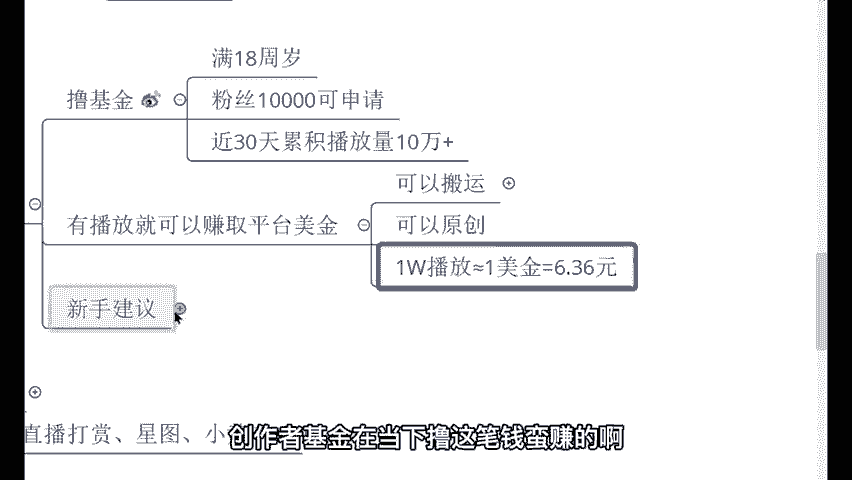 满18周岁
撸基金
粉丝10000可申请
近30天累积播放量10万+
可以搬运
有播放就可以赚取平台美金
可以原创
1W播放≈1美金=6.36元
新手建议
直播打赏、星图、小
创作者基金在当下撸这笔钱蛮赚的啊